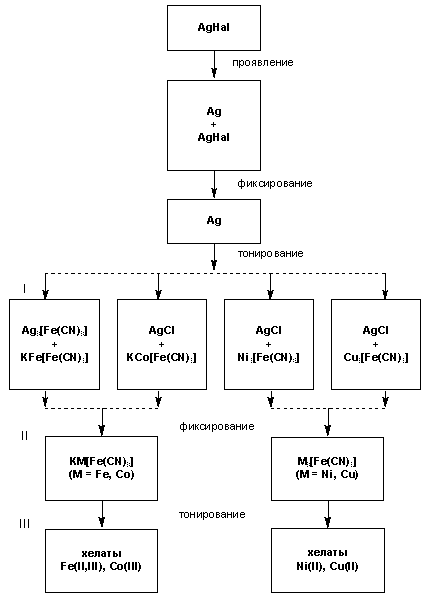 AgHal
проявление
Ag
+
AgHal
фиксирование
Ag
тонирование
I
Ag₄[Fe(CN)₆]
+
KFe[Fe(CN)₆]
AgCl
+
KCo[Fe(CN)₆]
AgCl
+
Ni₂[Fe(CN)₆]
AgCl
+
Cu₂[Fe(CN)₆]
фиксирование
II
KM[Fe(CN)₆]
(M = Fe, Co)
M₂[Fe(CN)₆]
(M = Ni, Cu)
тонирование
III
хелаты
Fe(II,III), Co(III)
хелаты
Ni(II), Cu(II)